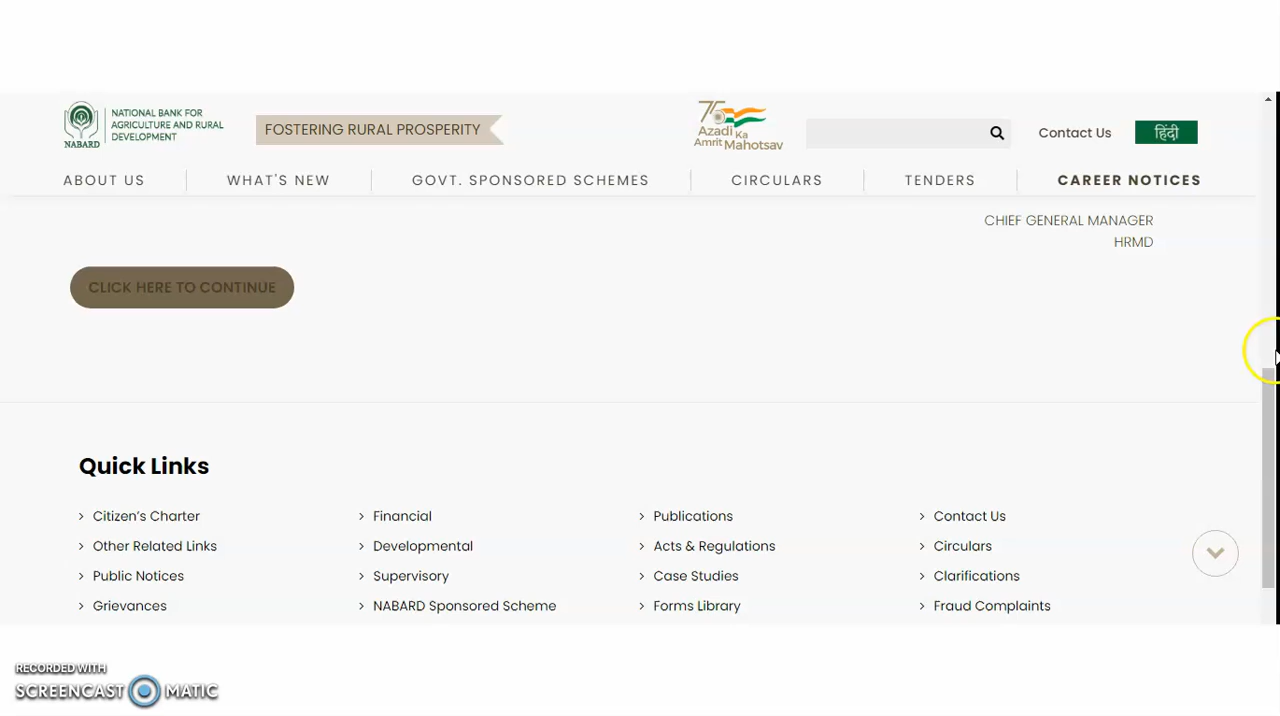 NATIONAL BANK FOR
AGRICULTURE AND RURAL
DEVELOPMENT
NABARD
FOSTERING RURAL PROSPERITY
75
Azadi Ka
Amrit Mahotsav
Contact Us
हिंदी
ABOUT US
WHAT'S NEW
GOVT. SPONSORED SCHEMES
CIRCULARS
TENDERS
CAREER NOTICES
CHIEF GENERAL MANAGER
HRMD
CLICK HERE TO CONTINUE
Quick Links
Citizen's Charter
Financial
Publications
Contact Us
Other Related Links
Developmental
Acts & Regulations
Circulars
Public Notices
Supervisory
Case Studies
Clarifications
Grievances
NABARD Sponsored Scheme
Forms Library
Fraud Complaints
RECORDED WITH
SCREENCAST MATIC